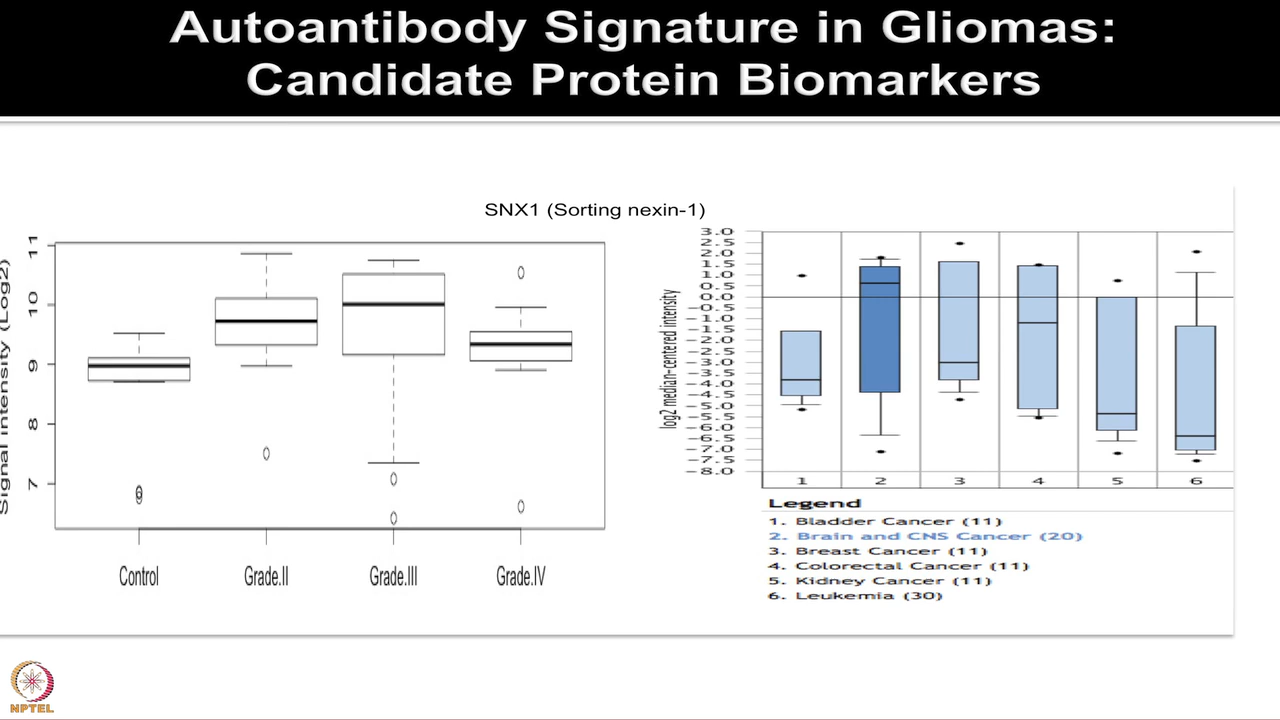 Autoantibody Signature in Gliomas:
Candidate Protein Biomarkers
SNX1 (Sorting nexin-1)
Signal intensity (Log2)
11
10
9
8
7
Control
Grade.II
Grade.III
Grade.IV
log2 median-centered intensity
3.0
2.5
2.0
1.5
1.0
0.5
0.0
-0.5
-1.0
-1.5
-2.0
-2.5
-3.0
-3.5
-4.0
-4.5
-5.0
-5.5
-6.0
-6.5
-7.0
-7.5
-8.0
1 2 3 4 5 6
Legend
1. Bladder Cancer (11)
2. Brain and CNS Cancer (20)
3. Breast Cancer (11)
4. Colorectal Cancer (11)
5. Kidney Cancer (11)
6. Leukemia (30)
NPTEL